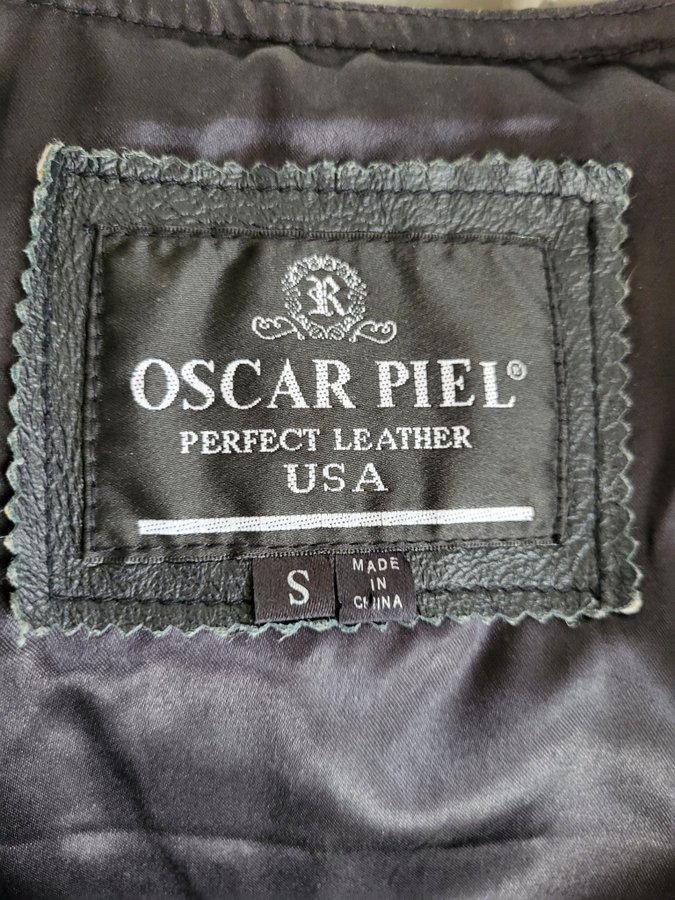 R
OSCAR PIEL®
PERFECT LEATHER
USA
S
MADE
IN
CHINA